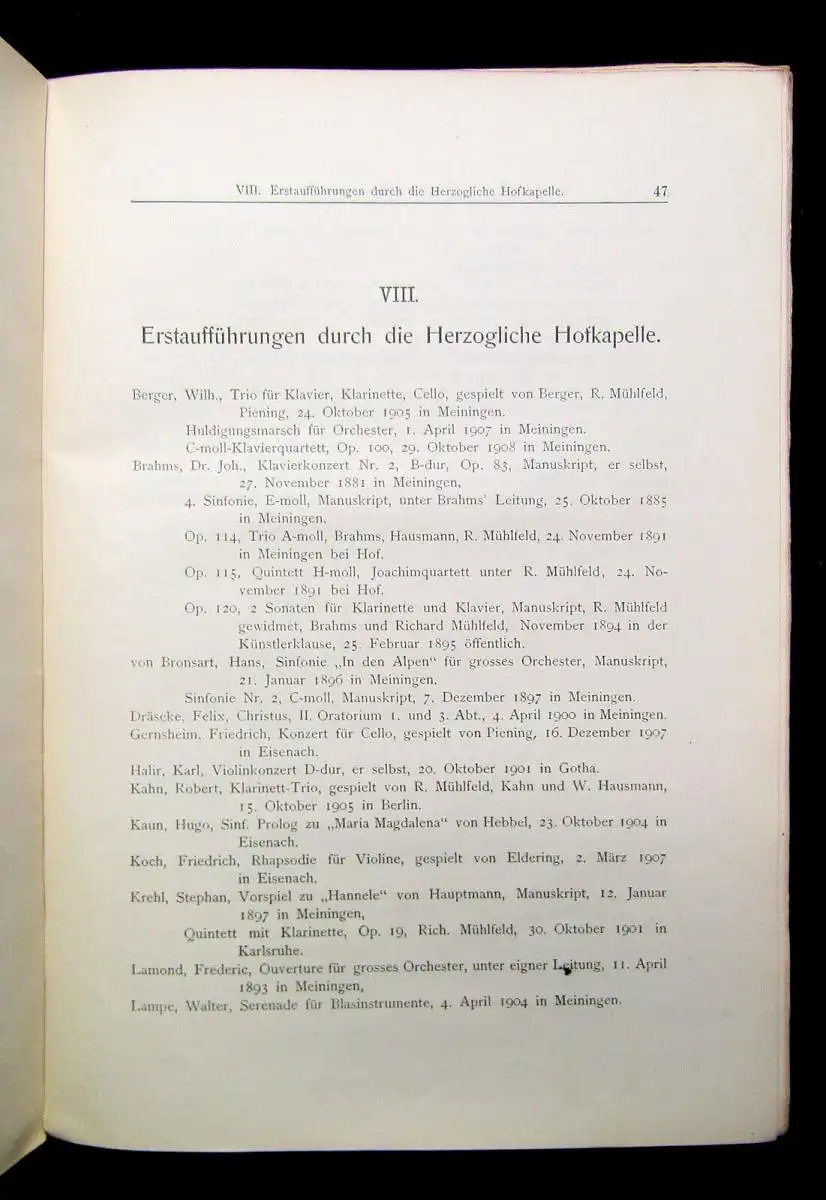 VIII. Erstaufführungen durch die Herzogliche Hofkapelle. 47
VIII.
Erstaufführungen durch die Herzogliche Hofkapelle.
Berger, Wilh., Trio für Klavier, Klarinette, Cello, gespielt von Berger, R. Mühlfeld,
Piening, 24. Oktober 1905 in Meiningen.
Huldigungsmarsch für Orchester, 1. April 1907 in Meiningen.
C-moll-Klavierquartett, Op. 100, 29. Oktober 1908 in Meiningen.
Brahms, Dr. Joh., Klavierkonzert Nr. 2, B-dur, Op. 83, Manuskript, er selbst,
27. November 1881 in Meiningen,
4. Sinfonie, E-moll, Manuskript, unter Brahms' Leitung, 25. Oktober 1885
in Meiningen.
Op. 114, Trio A-moll, Brahms, Hausmann, R. Mühlfeld, 24. November 1891
in Meiningen bei Hof.
Op. 115, Quintett H-moll, Joachimquartett unter R. Mühlfeld, 24. No-
vember 1891 bei Hof.
Op. 120, 2 Sonaten für Klarinette und Klavier, Manuskript, R. Mühlfeld
gewidmet, Brahms und Richard Mühlfeld, November 1894 in der
Künstlerklause, 25. Februar 1895 öffentlich.
von Bronsart, Hans, Sinfonie „In den Alpen“ für grosses Orchester, Manuskript,
21. Januar 1896 in Meiningen.
Sinfonie Nr. 2, C-moll, Manuskript, 7. Dezember 1897 in Meiningen.
Dräseke, Felix, Christus, II. Oratorium 1. und 3. Abt., 4. April 1900 in Meiningen.
Gernsheim, Friedrich, Konzert für Cello, gespielt von Piening, 16. Dezember 1907
in Eisenach.
Halir, Karl, Violinkonzert D-dur, er selbst, 20. Oktober 1901 in Gotha.
Kahn, Robert, Klarinett-Trio, gespielt von R. Mühlfeld, Kahn und W. Hausmann,
15. Oktober 1905 in Berlin.
Kaun, Hugo, Sinf. Prolog zu „Maria Magdalena“ von Hebbel, 23. Oktober 1904 in
Eisenach.
Koch, Friedrich, Rhapsodie für Violine, gespielt von Eldering, 2. März 1907
in Eisenach.
Krehl, Stephan, Vorspiel zu „Hannele“ von Hauptmann, Manuskript, 12. Januar
1897 in Meiningen,
Quintett mit Klarinette, Op. 19, Rich. Mühlfeld, 30. Oktober 1901 in
Karlsruhe.
Lamond, Frederic, Ouverture für grosses Orchester, unter eigner Leitung, 11. April
1893 in Meiningen,
Lampe, Walter, Serenade für Blasinstrumente, 4. April 1904 in Meiningen.